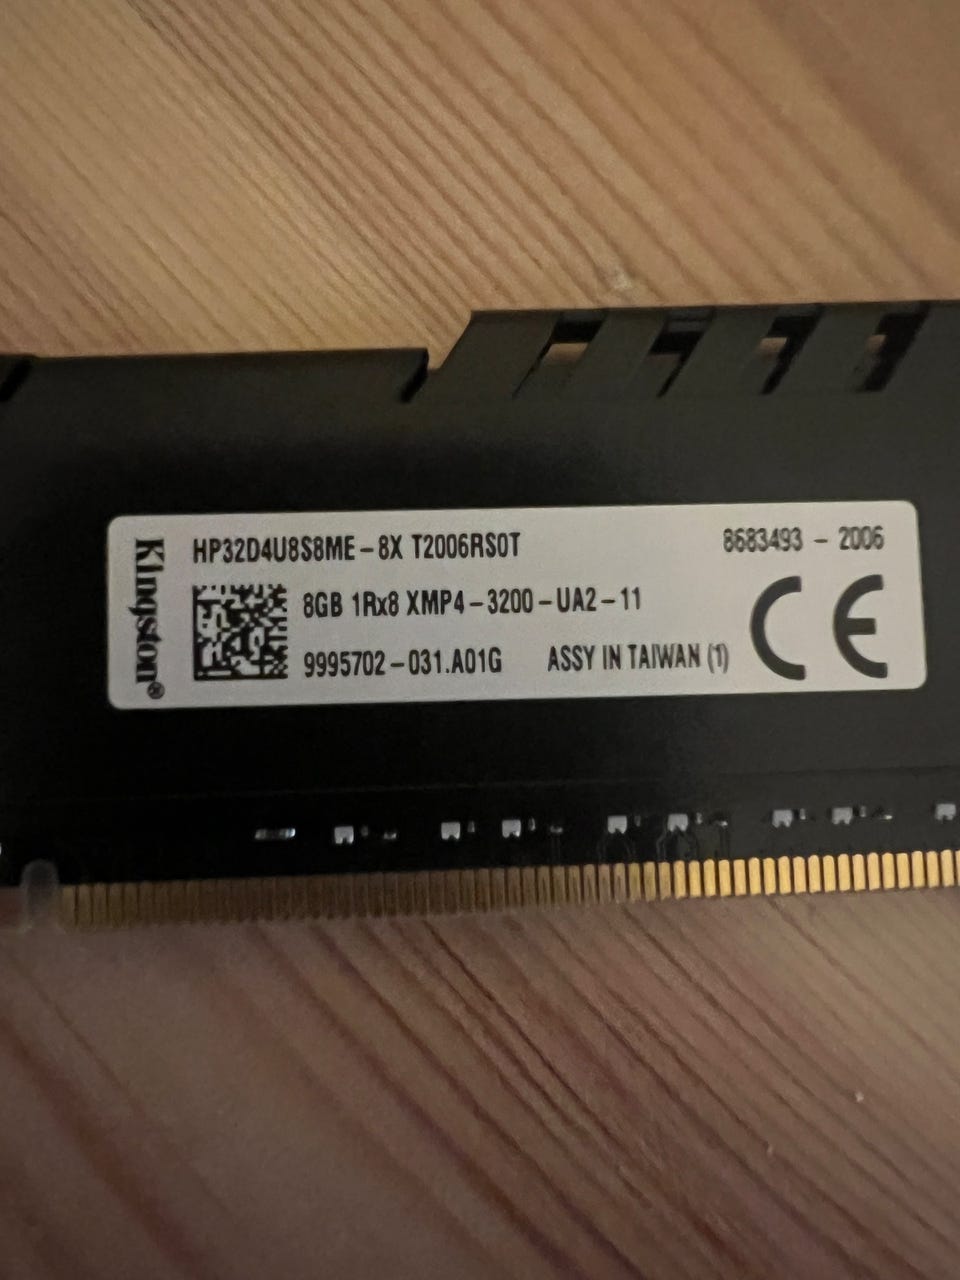 Kingston®
HP32D4U8S8ME-8X T2006RS0T
8683493 - 2006
8GB 1Rx8 XMP4-3200-UA2-11
9995702-031.A01G
ASSY IN TAIWAN (1)
CE